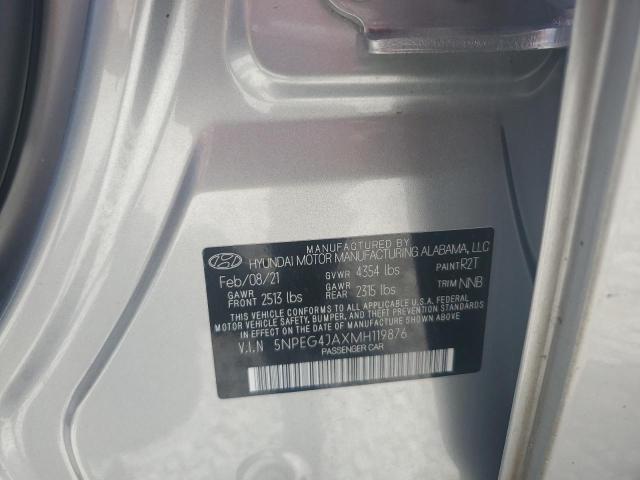 MANUFACTURED BY
HYUNDAI MOTOR MANUFACTURING ALABAMA, LLC
Feb/08/21 GVWR 4354 lbs PAINT R2T
GAWR FRONT 2513 lbs GAWR REAR 2315 lbs TRIM NNB
THIS VEHICLE CONFORMS TO ALL APPLICABLE U.S.A. FEDERAL
MOTOR VEHICLE SAFETY, BUMPER, AND THEFT PREVENTION STANDARDS
IN EFFECT ON THE DATE OF MANUFACTURE SHOWN ABOVE.
V.I.N 5NPEG4JAXMH119876
PASSENGER CAR